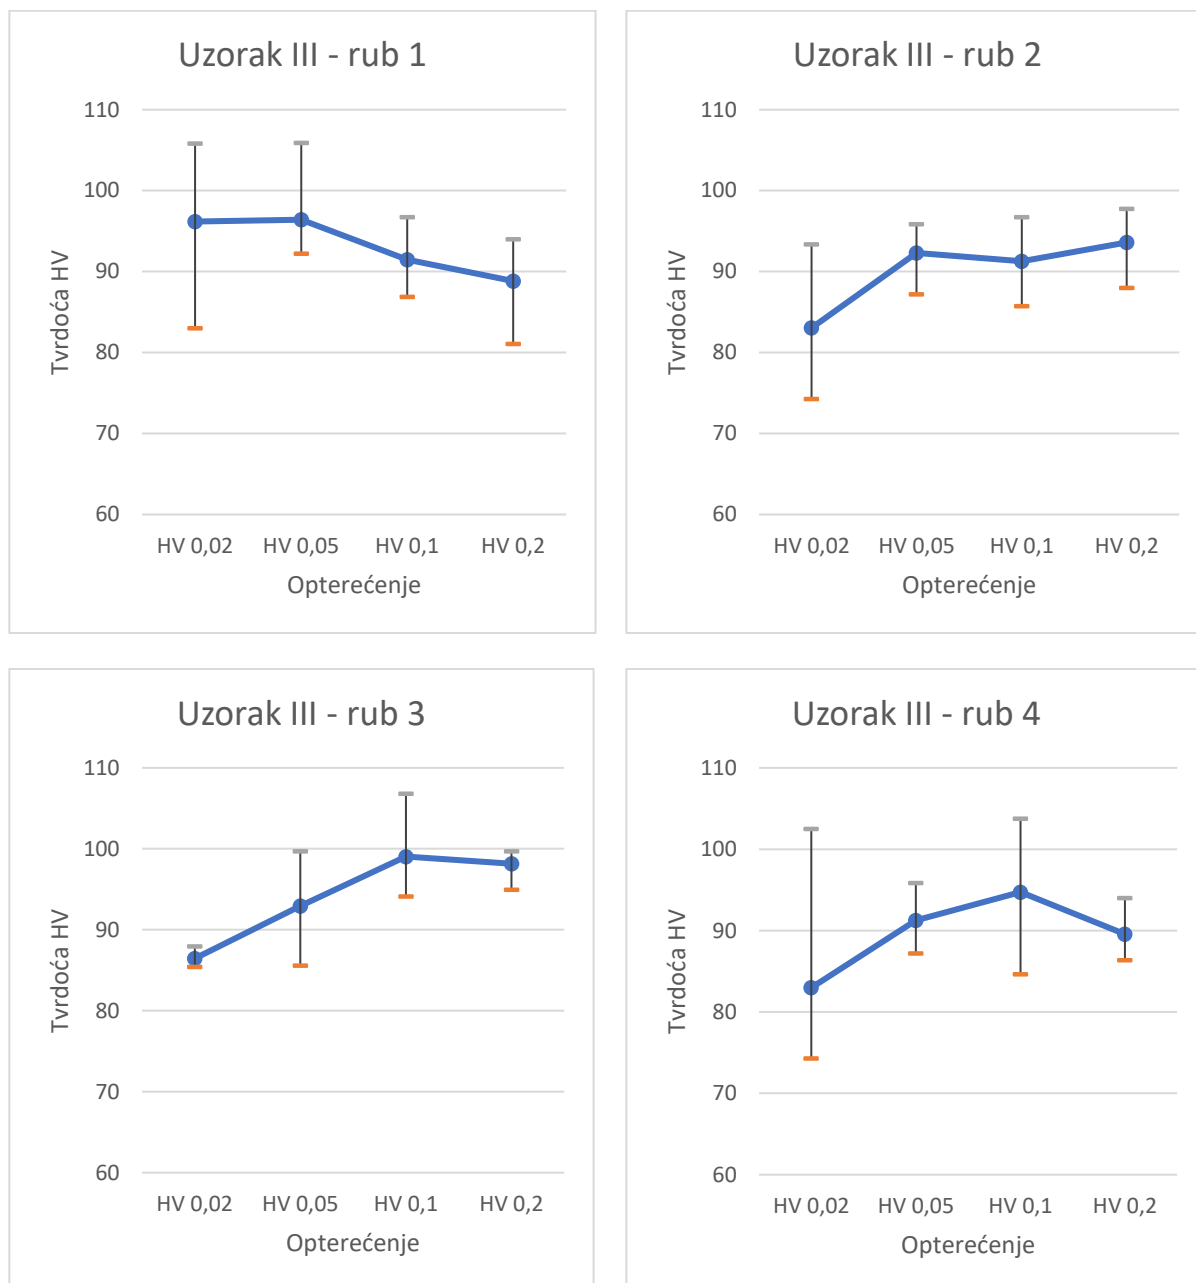 Uzorak III - rub 1
110
100
90
80
70
60
Tvrdoća HV
HV 0,02 HV 0,05 HV 0,1 HV 0,2
Opterećenje
Uzorak III - rub 2
110
100
90
80
70
60
Tvrdoća HV
HV 0,02 HV 0,05 HV 0,1 HV 0,2
Opterećenje
Uzorak III - rub 3
110
100
90
80
70
60
Tvrdoća HV
HV 0,02 HV 0,05 HV 0,1 HV 0,2
Opterećenje
Uzorak III - rub 4
110
100
90
80
70
60
Tvrdoća HV
HV 0,02 HV 0,05 HV 0,1 HV 0,2
Opterećenje